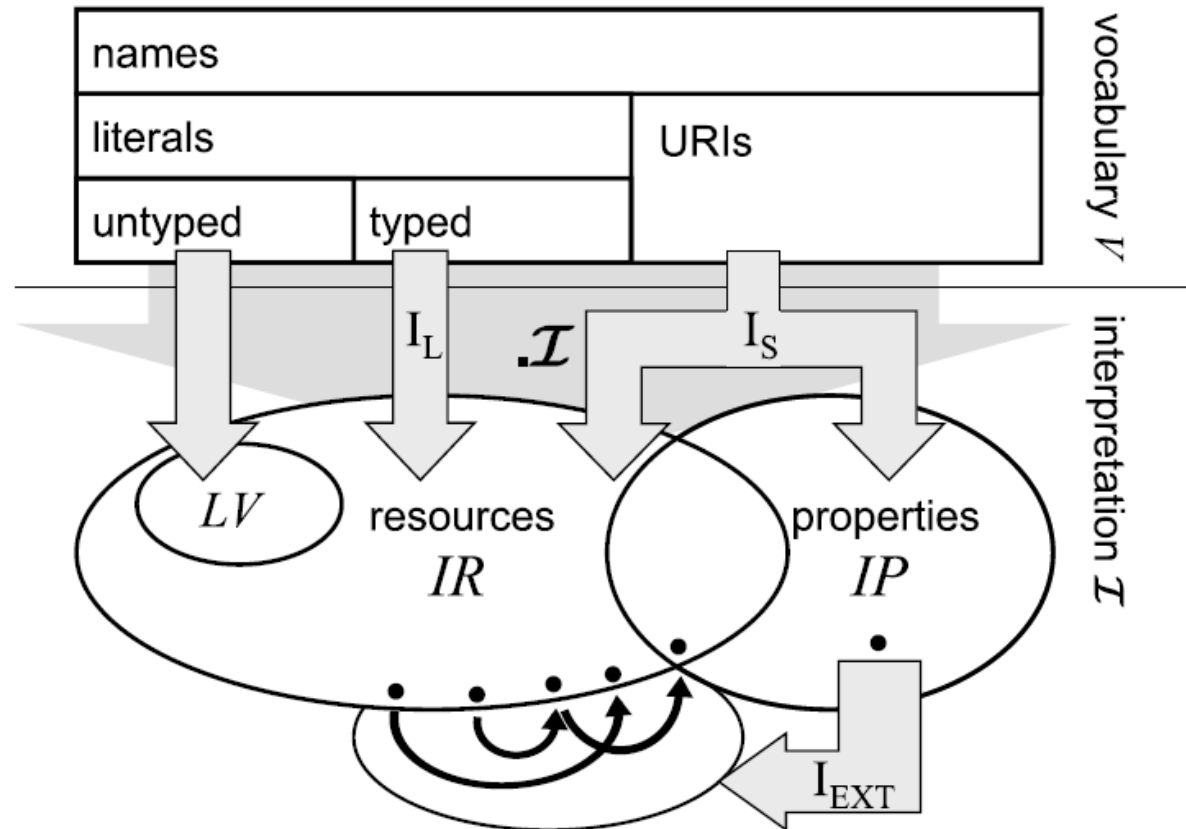 names
literals
URIs
untyped
typed
vocabulary V
I_L
.𝓘
I_S
interpretation 𝓘
LV
resources
IR
properties
IP
I_EXT